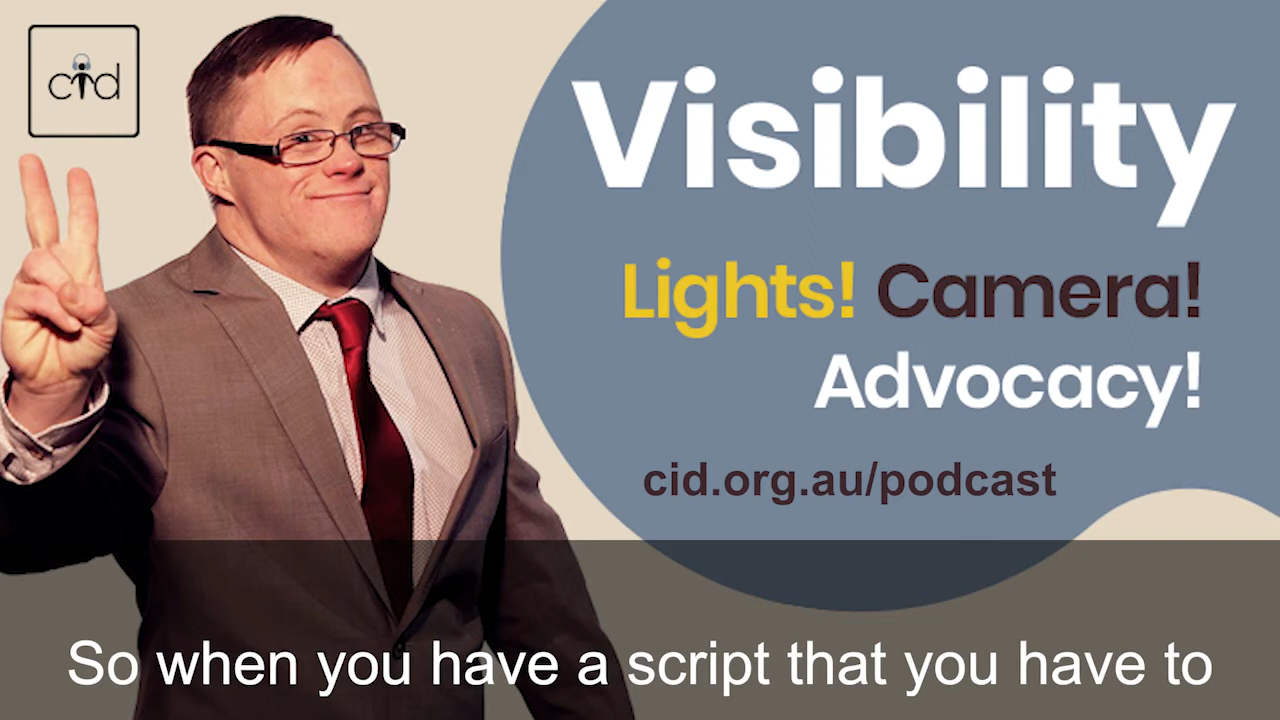 cid
Visibility
Lights! Camera!
Advocacy!
cid.org.au/podcast
So when you have a script that you have to